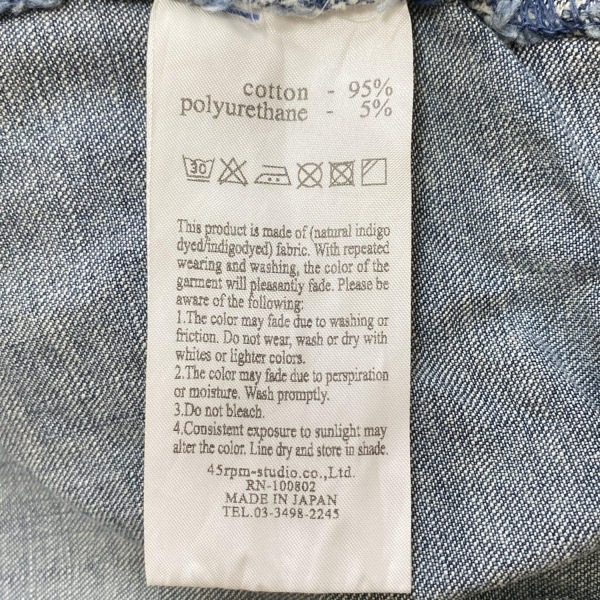 cotton - 95%
polyurethane - 5%
30
This product is made of (natural indigo
dyed/indigodyed) fabric. With repeated
wearing and washing, the color of the
garment will pleasantly fade. Please be
aware of the following:
1.The color may fade due to washing or
friction. Do not wear, wash or dry with
whites or lighter colors.
2.The color may fade due to perspiration
or moisture. Wash promptly.
3.Do not bleach.
4.Consistent exposure to sunlight may
alter the color. Line dry and store in shade.
45rpm-studio.co.,Ltd.
RN-100802
MADE IN JAPAN
TEL.03-3498-2245